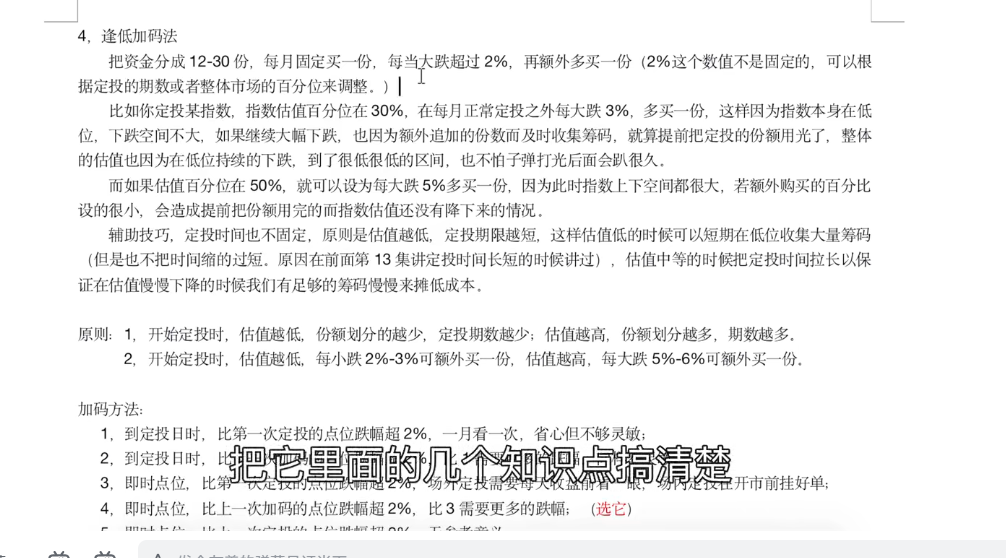 4，逢低加码法
把资金分成 12-30 份，每月固定买一份，每当大跌超过 2%，再额外多买一份（2%这个数值不是固定的，可以根
据定投的期数或者整体市场的百分位来调整。）
比如你定投某指数，指数估值百分位在 30%，在每月正常定投之外每大跌 3%，多买一份，这样因为指数本身在低
位，下跌空间不大，如果继续大幅下跌，也因为额外追加的份数而及时收集筹码，就算提前把定投的份额用光了，整体
的估值也因为在低位持续的下跌，到了很低很低的区间，也不怕子弹打光后面会趴很久。
而如果估值百分位在 50%，就可以设为每大跌 5%多买一份，因为此时指数上下空间都很大，若额外购买的百分比
设的很小，会造成提前把份额用完的而指数估值还没有降下来的情况。
辅助技巧，定投时间也不固定，原则是估值越低，定投期限越短，这样估值低的时候可以短期在低位收集大量筹码
（但是也不把时间缩的过短。原因在前面第 13 集讲定投时间长短的时候讲过），估值中等的时候把定投时间拉长以保
证在估值慢慢下降的时候我们有足够的筹码慢慢来摊低成本。
原则：1，开始定投时，估值越低，份额划分的越少，定投期数越少；估值越高，份额划分越多，期数越多。
2，开始定投时，估值越低，每小跌 2%-3%可额外买一份，估值越高，每大跌 5%-6%可额外买一份。
加码方法：
1，到定投日时，比第一次定投的点位跌幅超 2%，一月看一次，省心但不够灵敏；
2，到定投日时，比
把它里面的几个知识点搞清楚
3，即时点位，比第一次定投的点位跌幅超 2%，场外定投需要每天收盘前看一眼，场内定投在开市前挂好单；
4，即时点位，比上一次加码的点位跌幅超 2%，比 3 需要更多的跌幅；（选它）